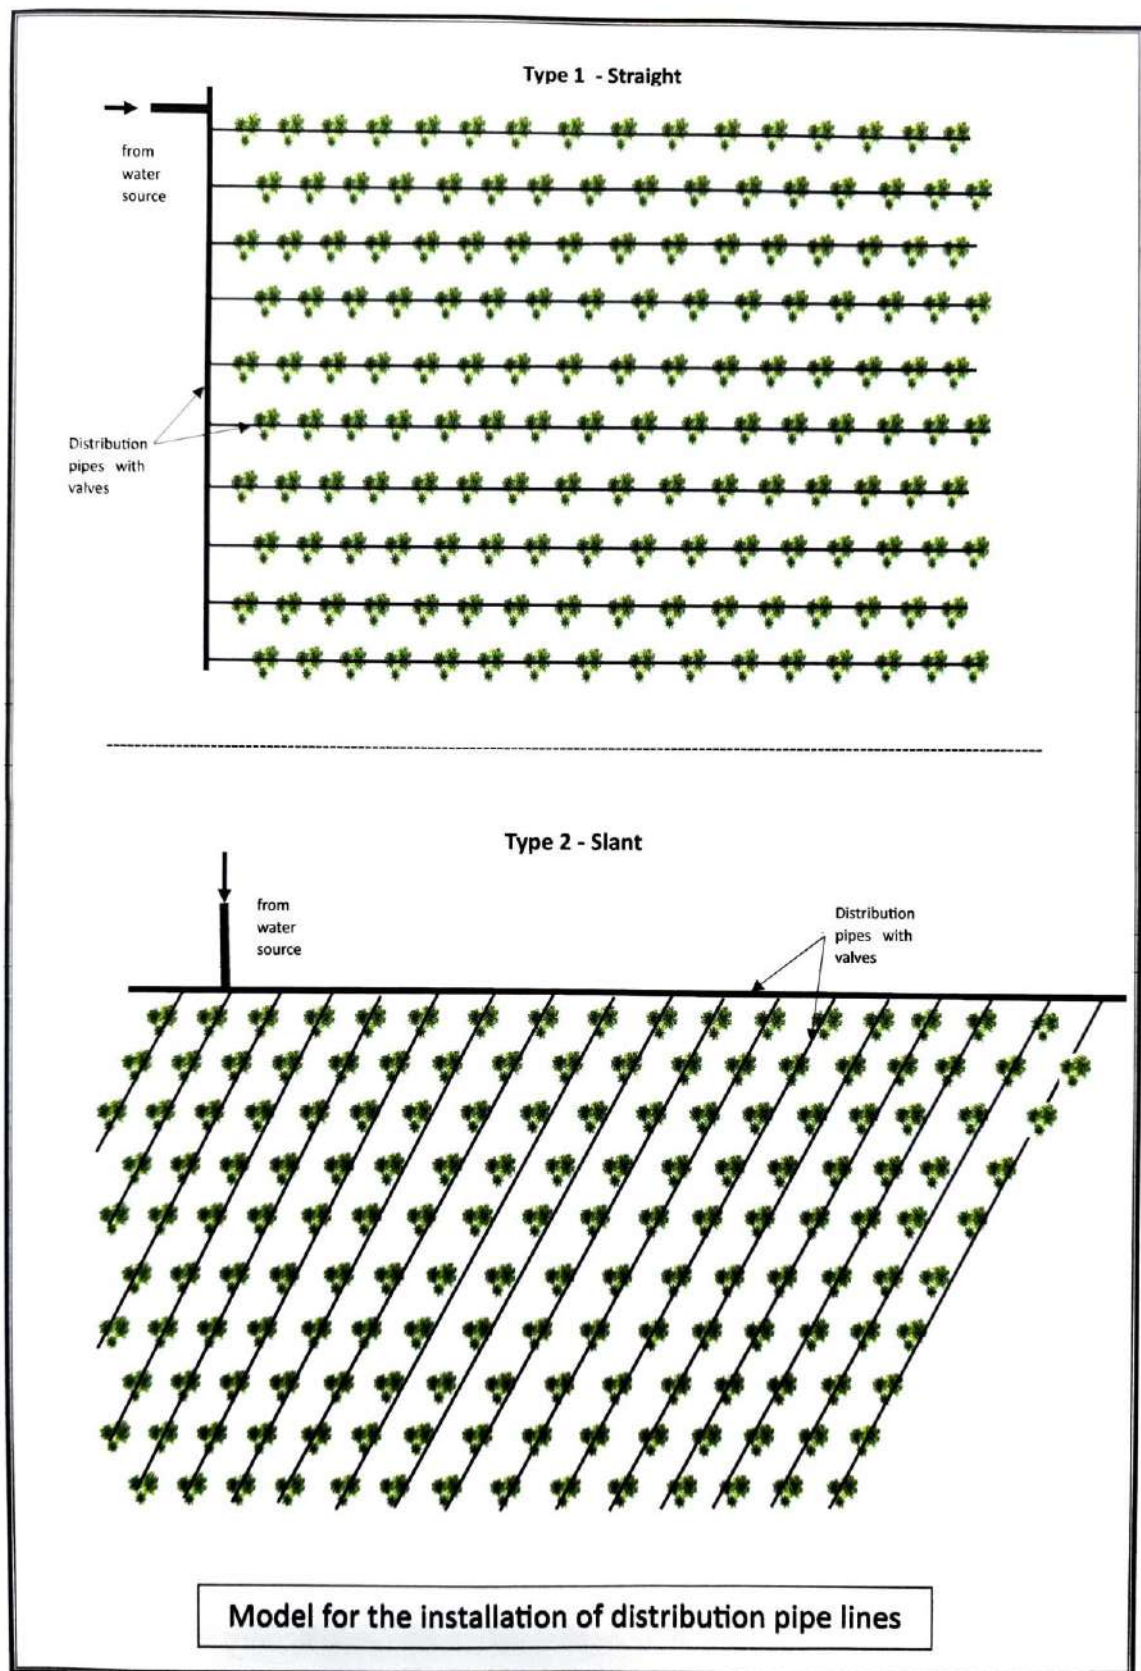 Type 1 - Straight
from
water
source
Distribution
pipes with
valves
Type 2 - Slant
from
water
source
Distribution
pipes with
valves
Model for the installation of distribution pipe lines